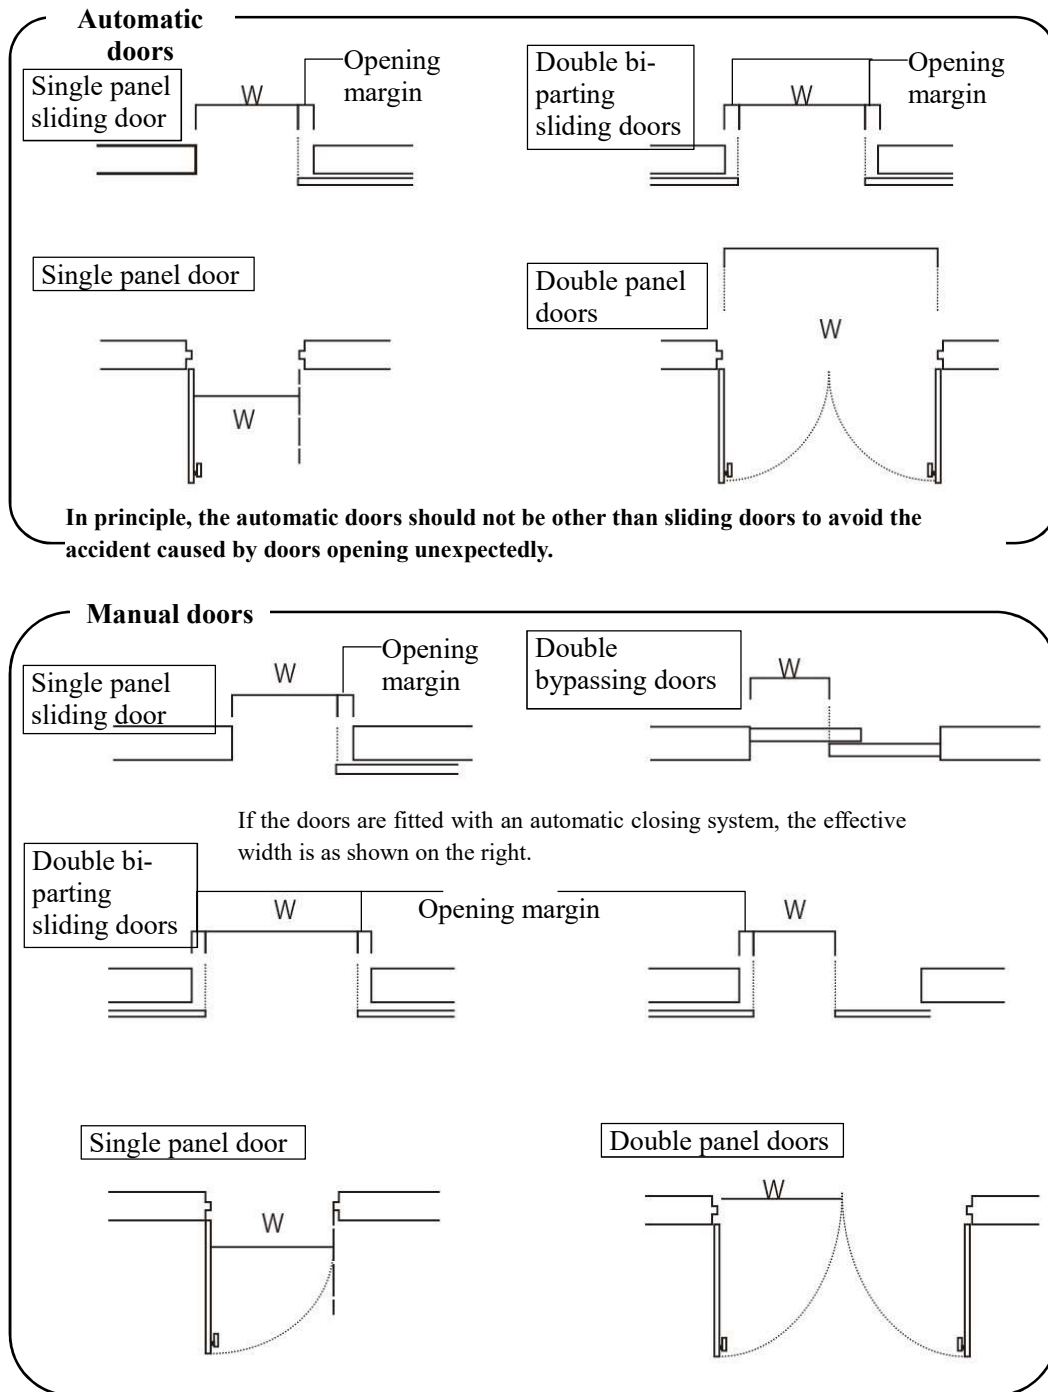 Automatic
doors
Single panel
sliding door
W
Opening
margin
Double bi-
parting
sliding doors
W
Opening
margin
Single panel door
W
Double panel
doors
W
In principle, the automatic doors should not be other than sliding doors to avoid the
accident caused by doors opening unexpectedly.
Manual doors
Single panel
sliding door
W
Opening
margin
Double
bypassing doors
W
If the doors are fitted with an automatic closing system, the effective
width is as shown on the right.
Double bi-
parting
sliding doors
W
Opening margin
W
Single panel door
W
Double panel doors
W